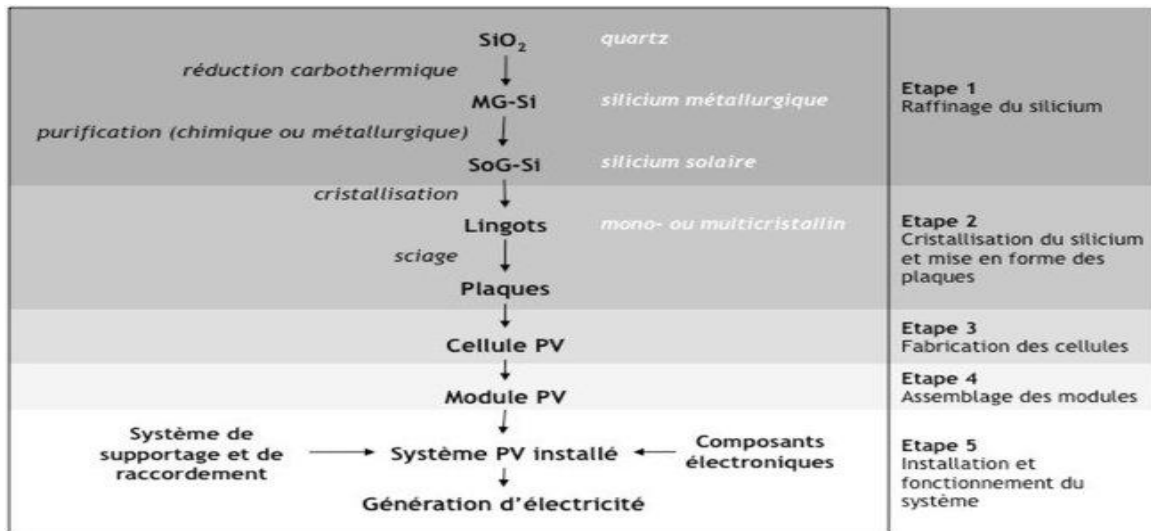 SiO₂ quartz
réduction carbothermique
MG-Si silicium métallurgique
purification (chimique ou métallurgique)
SoG-Si silicium solaire
Etape 1
Raffinage du silicium
cristallisation
Lingots mono- ou multicristallin
sciage
Plaques
Etape 2
Cristallisation du silicium
et mise en forme des
plaques
Cellule PV
Etape 3
Fabrication des cellules
Module PV
Etape 4
Assemblage des modules
Système de
supportage et de
raccordement
Système PV installé
Composants
électroniques
Génération d'électricité
Etape 5
Installation et
fonctionnement du
système